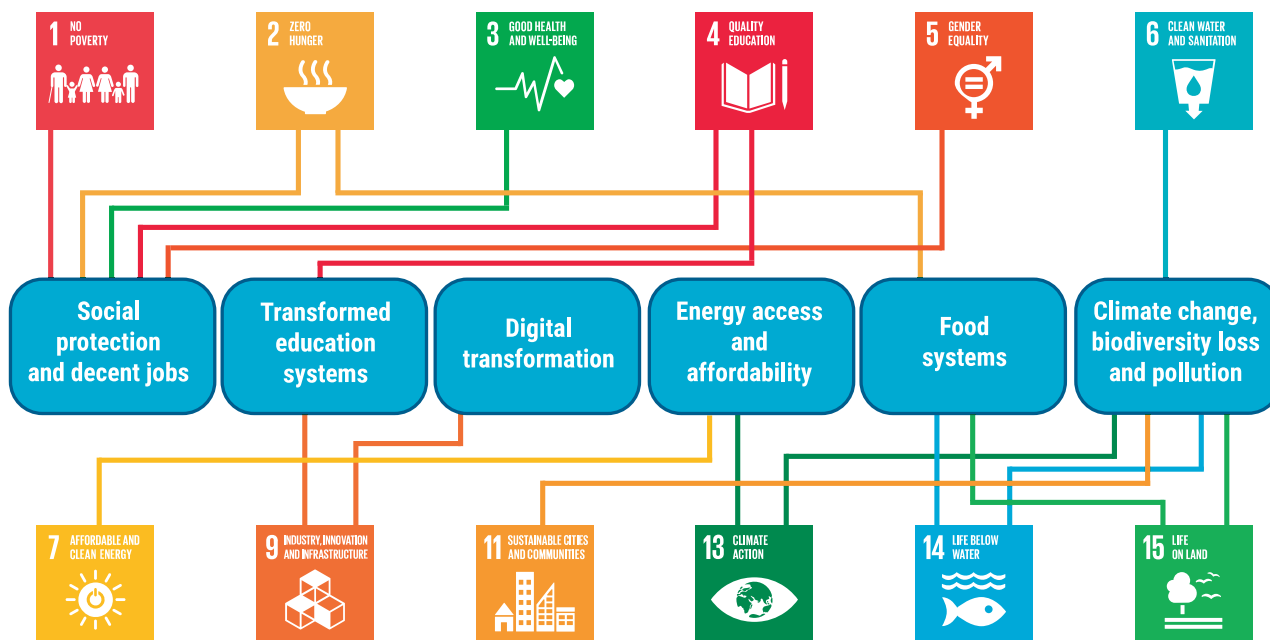 1 NO
POVERTY
2 ZERO
HUNGER
3 GOOD HEALTH
AND WELL-BEING
4 QUALITY
EDUCATION
5 GENDER
EQUALITY
6 CLEAN WATER
AND SANITATION
Social
protection
and decent jobs
Transformed
education
systems
Digital
transformation
Energy access
and
affordability
Food
systems
Climate change,
biodiversity loss
and pollution
7 AFFORDABLE AND
CLEAN ENERGY
9 INDUSTRY, INNOVATION
AND INFRASTRUCTURE
11 SUSTAINABLE CITIES
AND COMMUNITIES
13 CLIMATE
ACTION
14 LIFE BELOW
WATER
15 LIFE
ON LAND